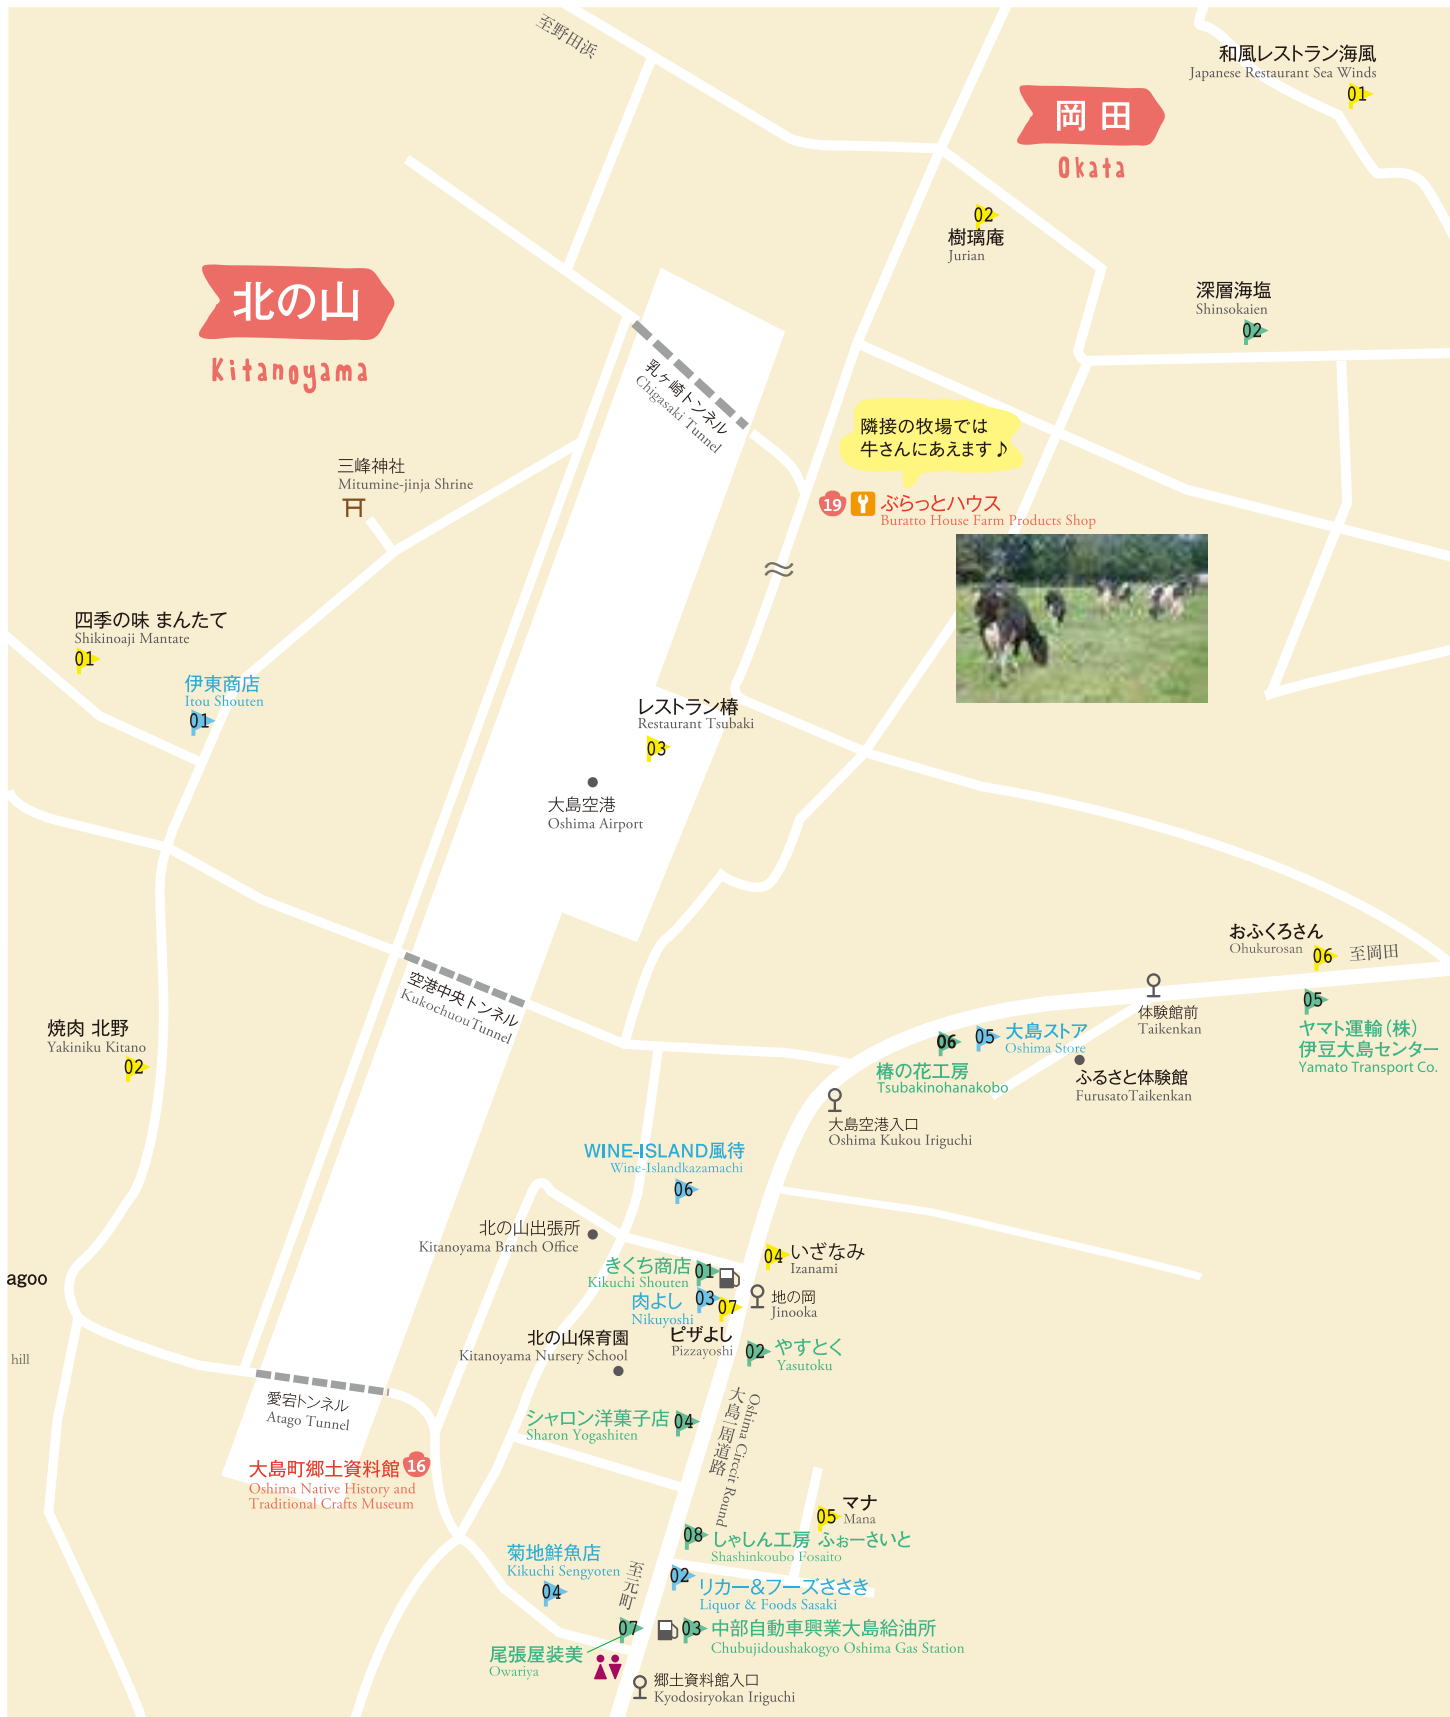 至野田浜
和風レストラン海風
Japanese Restaurant Sea Winds
01
岡田
Okata
02
樹璃庵
Jurian
北の山
Kitanoyama
深層海塩
Shinsokaien
02
乳ヶ崎トンネル
Chigasaki Tunnel
隣接の牧場では
牛さんにあえます♪
三峰神社
Mitumine-jinja Shrine
19 ぶらっとハウス
Buratto House Farm Products Shop
四季の味 まんたて
Shikinoaji Mantate
01
伊東商店
Itou Shouten
01
レストラン椿
Restaurant Tsubaki
03
大島空港
Oshima Airport
おふくろさん
Ohukurosan
06
至岡田
空港中央トンネル
Kukochuou Tunnel
体験館前
Taikenkan
05
ヤマト運輸(株)
伊豆大島センター
Yamato Transport Co.
焼肉 北野
Yakiniku Kitano
02
06
椿の花工房
Tsubakinohanakobo
05 大島ストア
Oshima Store
ふるさと体験館
FurusatoTaikenkan
大島空港入口
Oshima Kukou Iriguchi
WINE-ISLAND風待
Wine-Islandkazamachi
06
北の山出張所
Kitanoyama Branch Office
04 いざなみ
Izanami
きくち商店 01
Kikuchi Shouten
agoo
肉よし 03
Nikuyoshi
07
ピザよし
Pizzayoshi
地の岡
Jinooka
北の山保育園
Kitanoyama Nursery School
02 やすとく
Yasutoku
hill
愛宕トンネル
Atago Tunnel
大島一周道路
Oshima Circit Round
シャロン洋菓子店 04
Sharon Yogashiten
大島町郷土資料館 16
Oshima Native History and
Traditional Crafts Museum
05 マナ
Mana
08 しゃしん工房 ふぉーさいと
Shashinkoubo Fosaito
菊地鮮魚店
Kikuchi Sengyoten
04
至元町
02 リカー&フーズささき
Liquor & Foods Sasaki
07
尾張屋装美
Owariya
03 中部自動車興業大島給油所
Chubujidoushakogyo Oshima Gas Station
郷土資料館入口
Kyodosiryokan Iriguchi